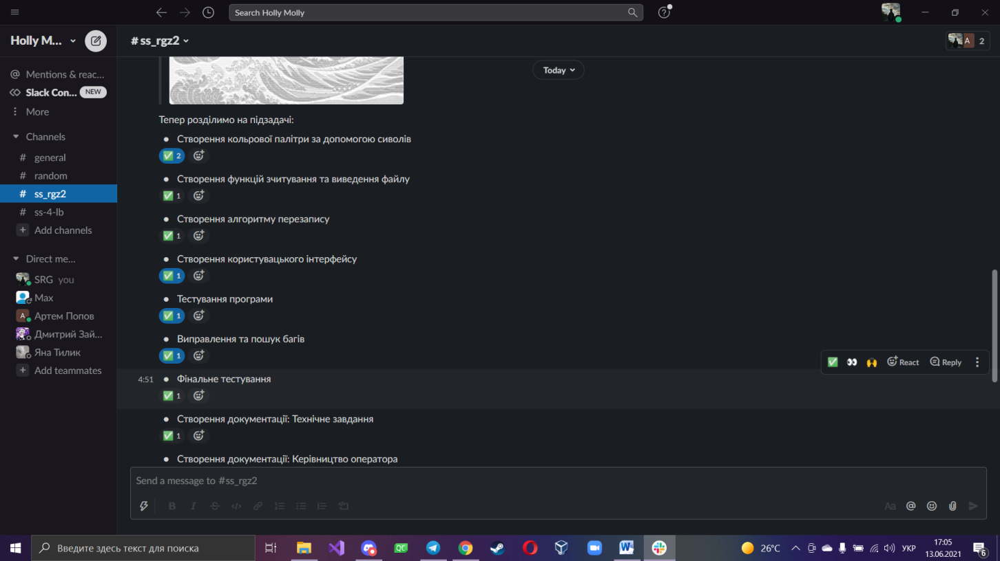 Search Holly Molly
Holly M...
# ss_rgz2
A 2
Mentions & reac...
Slack Con... NEW
More
Channels
# general
# random
# ss_rgz2
# ss-4-lb
+ Add channels
Direct me...
SRG you
Max
А Артем Попов
Дмитрий Зай...
Яна Тилик
+ Add teammates
Today
Тепер розділимо на підзадачі:
• Створення кольрової палітри за допомогою сиволів
✅ 2
• Створення функцій зчитування та виведення файлу
✅ 1
• Створення алгоритму перезапису
✅ 1
• Створення користувацького інтерфейсу
✅ 1
• Тестування програми
✅ 1
• Виправлення та пошук багів
✅ 1
React Reply
4:51 • Фінальне тестування
✅ 1
• Створення документації: Технічне завдання
✅ 1
• Створення документації: Керівництво оператора
Send a message to #ss_rgz2
B I S </> Aa @
Введите здесь текст для поиска
QC
W
26°C
УКР
17:05
13.06.2021
6